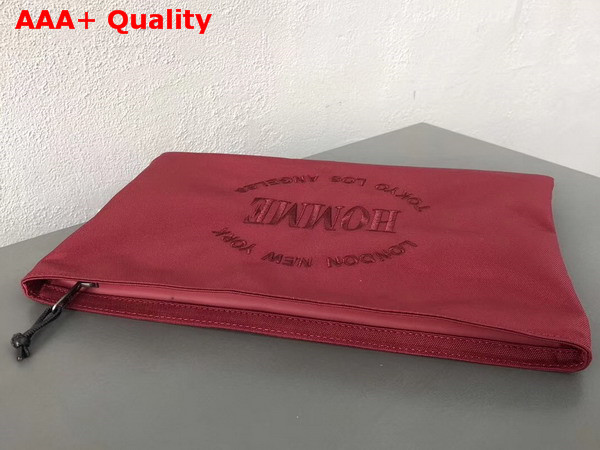 AAA+ Quality
LONDON NEW YORK
HOMME
TOKYO LOS ANGELES